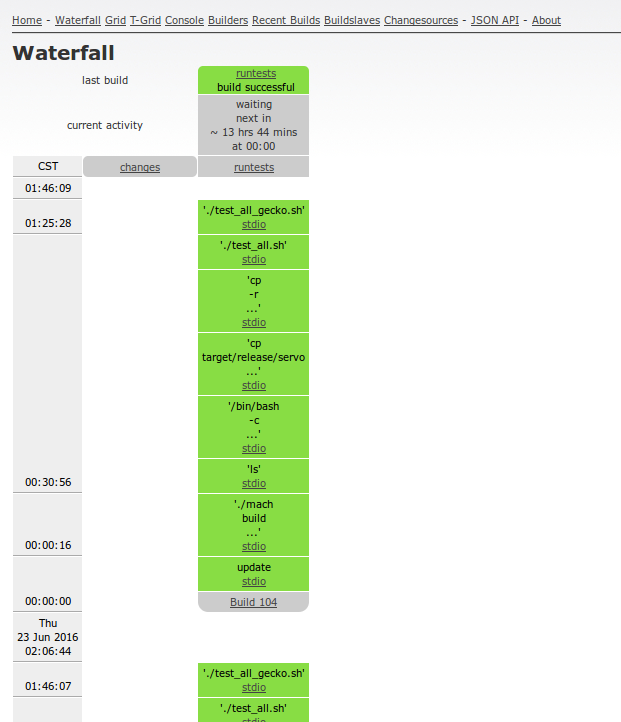 Home - Waterfall Grid T-Grid Console Builders Recent Builds Buildslaves Changesources - JSON API - About
Waterfall
last build
runtests
build successful
current activity
waiting
next in
~ 13 hrs 44 mins
at 00:00
CST
changes
runtests
01:46:09
'./test_all_gecko.sh'
stdio
01:25:28
'./test_all.sh'
stdio
'cp
-r
...'
stdio
'cp
target/release/servo
...'
stdio
'/bin/bash
-c
...'
stdio
'ls'
stdio
00:30:56
'./mach
build
...'
stdio
00:00:16
update
stdio
00:00:00
Build 104
Thu
23 Jun 2016
02:06:44
'./test_all_gecko.sh'
stdio
01:46:07
'./test_all.sh'
stdio